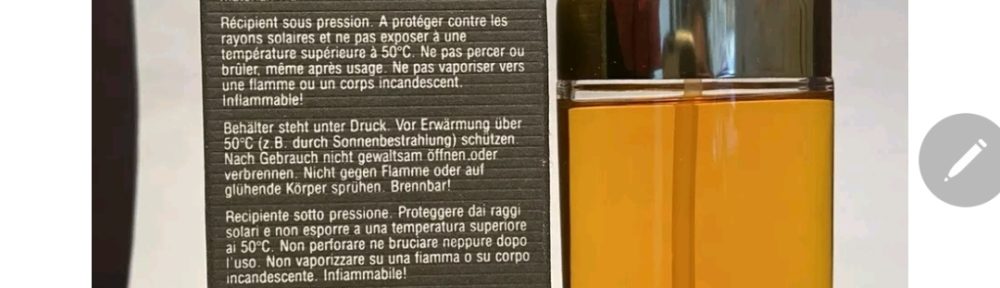 Récipient sous pression. A protéger contre les
rayons solaires et ne pas exposer à une
température supérieure à 50°C. Ne pas percer ou
brûler, même après usage. Ne pas vaporiser vers
une flamme ou un corps incandescent.
Inflammable!
Behälter steht unter Druck. Vor Erwärmung über
50°C (z.B. durch Sonnenbestrahlung) schützen.
Nach Gebrauch nicht gewaltsam öffnen oder
verbrennen. Nicht gegen Flamme oder auf
glühende Körper sprühen. Brennbar!
Recipiente sotto pressione. Proteggere dai raggi
solari e non esporre a una temperatura superiore
ai 50°C. Non perforare ne bruciare neppure dopo
l'uso. Non vaporizzare su una fiamma o su corpo
incandescente. Infiammabile!